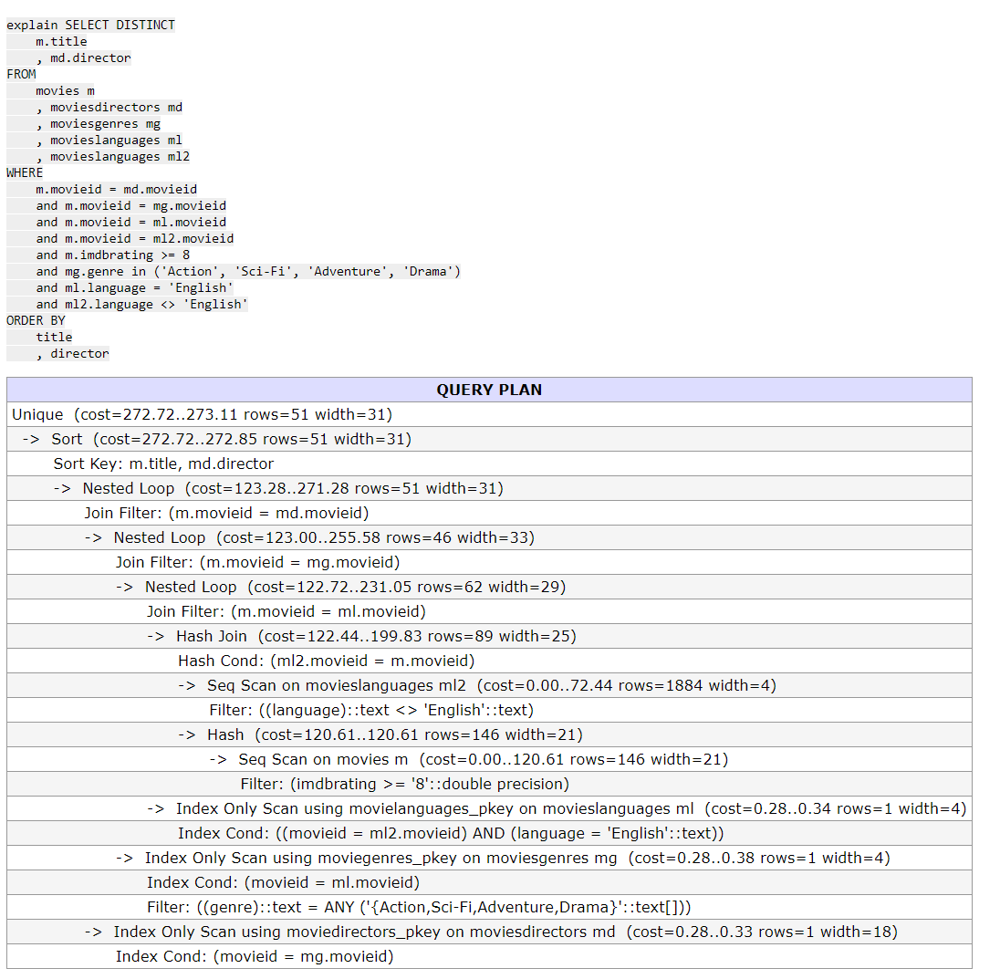 explain SELECT DISTINCT
m.title
, md.director
FROM
movies m
, moviesdirectors md
, moviesgenres mg
, movieslanguages ml
, movieslanguages ml2
WHERE
m.movieid = md.movieid
and m.movieid = mg.movieid
and m.movieid = ml.movieid
and m.movieid = ml2.movieid
and m.imdbrating >= 8
and mg.genre in ('Action', 'Sci-Fi', 'Adventure', 'Drama')
and ml.language = 'English'
and ml2.language <> 'English'
ORDER BY
title
, director
QUERY PLAN
Unique (cost=272.72..273.11 rows=51 width=31)
-> Sort (cost=272.72..272.85 rows=51 width=31)
Sort Key: m.title, md.director
-> Nested Loop (cost=123.28..271.28 rows=51 width=31)
Join Filter: (m.movieid = md.movieid)
-> Nested Loop (cost=123.00..255.58 rows=46 width=33)
Join Filter: (m.movieid = mg.movieid)
-> Nested Loop (cost=122.72..231.05 rows=62 width=29)
Join Filter: (m.movieid = ml.movieid)
-> Hash Join (cost=122.44..199.83 rows=89 width=25)
Hash Cond: (ml2.movieid = m.movieid)
-> Seq Scan on movieslanguages ml2 (cost=0.00..72.44 rows=1884 width=4)
Filter: ((language)::text <> 'English'::text)
-> Hash (cost=120.61..120.61 rows=146 width=21)
-> Seq Scan on movies m (cost=0.00..120.61 rows=146 width=21)
Filter: (imdbrating >= '8'::double precision)
-> Index Only Scan using movielanguages_pkey on movieslanguages ml (cost=0.28..0.34 rows=1 width=4)
Index Cond: ((movieid = ml2.movieid) AND (language = 'English'::text))
-> Index Only Scan using moviegenres_pkey on moviesgenres mg (cost=0.28..0.38 rows=1 width=4)
Index Cond: (movieid = ml.movieid)
Filter: ((genre)::text = ANY ('{Action,Sci-Fi,Adventure,Drama}'::text[]))
-> Index Only Scan using moviedirectors_pkey on moviesdirectors md (cost=0.28..0.33 rows=1 width=18)
Index Cond: (movieid = mg.movieid)